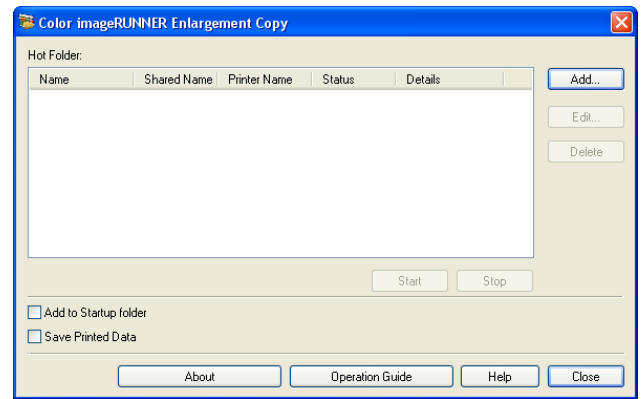 Color imageRUNNER Enlargement Copy
Hot Folder:
Name Shared Name Printer Name Status Details
Add...
Edit...
Delete
Start Stop
Add to Startup folder
Save Printed Data
About Operation Guide Help Close